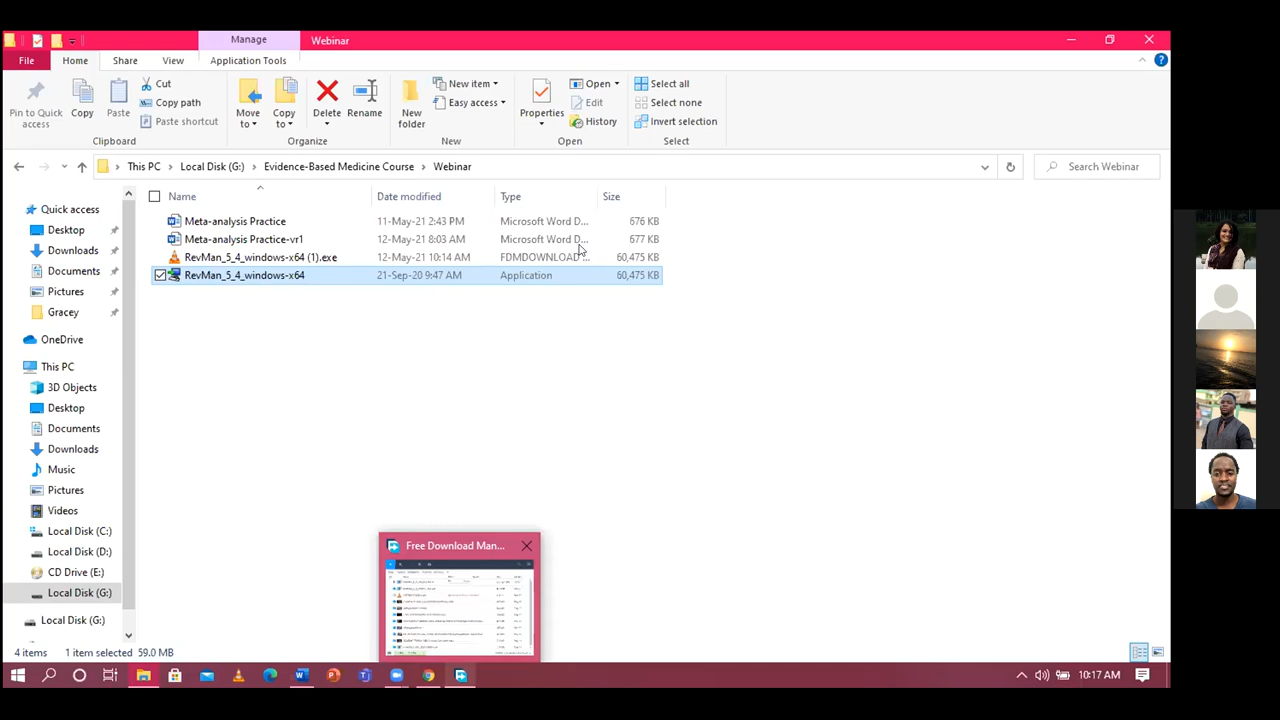 Manage
Webinar
File
Home
Share
View
Application Tools
Pin to Quick access
Copy
Paste
Cut
Copy path
Paste shortcut
Move to
Copy to
Delete
Rename
New folder
New item
Easy access
Properties
Open
Edit
History
Select all
Select none
Invert selection
Clipboard
Organize
New
Open
Select
This PC > Local Disk (G:) > Evidence-Based Medicine Course > Webinar
Search Webinar
Name
Date modified
Type
Size
Meta-analysis Practice 11-May-21 2:43 PM Microsoft Word D... 676 KB
Meta-analysis Practice-vr1 12-May-21 8:03 AM Microsoft Word D... 677 KB
RevMan_5_4_windows-x64 (1).exe 12-May-21 10:14 AM FDMDOWNLOAD ... 60,475 KB
RevMan_5_4_windows-x64 21-Sep-20 9:47 AM Application 60,475 KB
Quick access
Desktop
Downloads
Documents
Pictures
Gracey
OneDrive
This PC
3D Objects
Desktop
Documents
Downloads
Music
Pictures
Videos
Local Disk (C:)
Local Disk (D:)
CD Drive (E:)
Local Disk (G:)
Local Disk (G:)
Free Download Man...
4 items
1 item selected 59.0 MB
10:17 AM